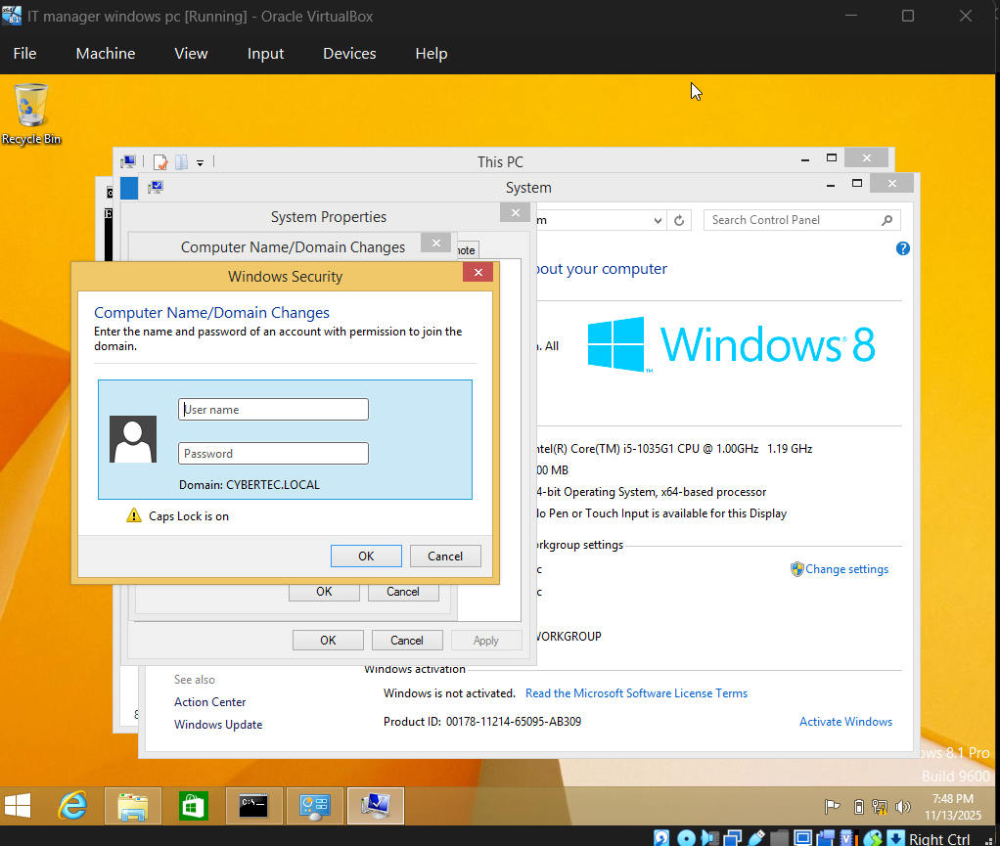 IT manager windows pc [Running] - Oracle VirtualBox
File Machine View Input Devices Help
Recycle Bin
This PC
System
System Properties
Search Control Panel
Computer Name/Domain Changes
Windows Security
bout your computer
Computer Name/Domain Changes
Enter the name and password of an account with permission to join the
domain.
. All
Windows 8
User name
Password
Domain: CYBERTEC.LOCAL
Caps Lock is on
OK Cancel
ntel(R) Core(TM) i5-1035G1 CPU @ 1.00GHz 1.19 GHz
00 MB
4-bit Operating System, x64-based processor
lo Pen or Touch Input is available for this Display
rkgroup settings
Change settings
OK Cancel
VORKGROUP
OK Cancel Apply
Windows activation
See also
Windows is not activated. Read the Microsoft Software License Terms
Action Center
Windows Update
Product ID: 00178-11214-65095-AB309
Activate Windows
ows 8.1 Pro
Build 9600
7:48 PM
11/13/2025
Right Ctrl